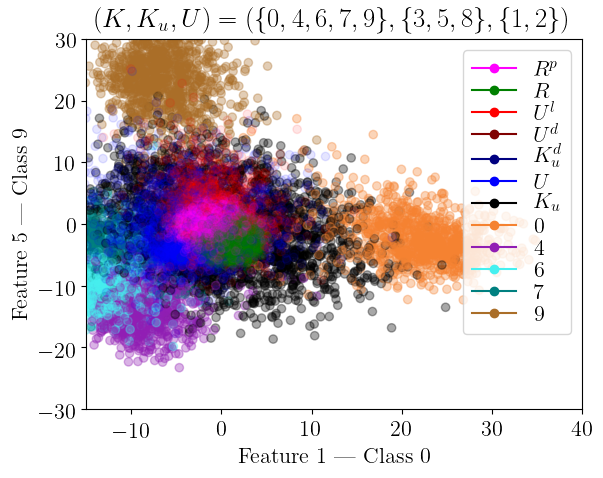 (K, K_u, U) = ({0, 4, 6, 7, 9}, {3, 5, 8}, {1, 2})
30
20
10
0
−10
−20
−30
Feature 5 — Class 9
−10
0
10
20
30
40
Feature 1 — Class 0
R^p
R
U^l
U^d
K_u^d
U
K_u
0
4
6
7
9